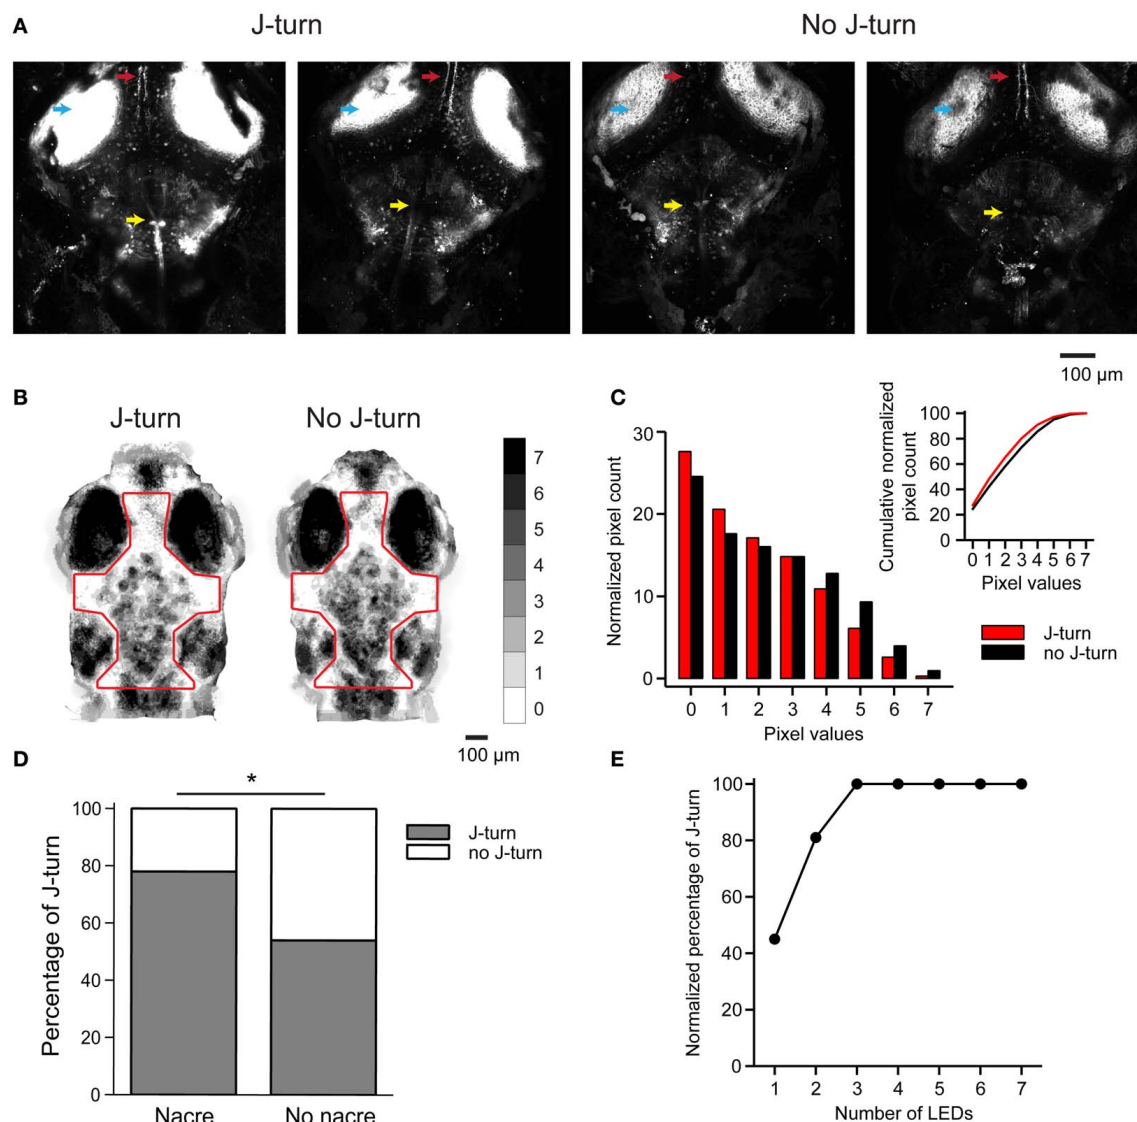 A
J-turn
No J-turn
100 µm
B
J-turn
No J-turn
7
6
5
4
3
2
1
0
100 µm
C
Normalized pixel count
30
20
10
0
0 1 2 3 4 5 6 7
Pixel values
Cumulative normalized
pixel count
100
80
60
40
20
0
0 1 2 3 4 5 6 7
Pixel values
J-turn
no J-turn
D
*
Percentage of J-turn
100
80
60
40
20
0
Nacre
No nacre
J-turn
no J-turn
E
Normalized percentage of J-turn
100
80
60
40
20
0
1 2 3 4 5 6 7
Number of LEDs